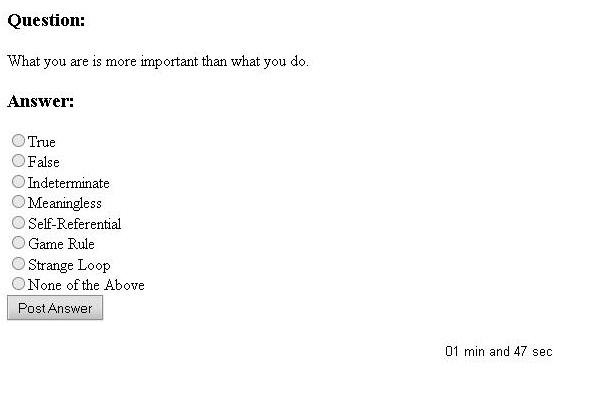 Question:
What you are is more important than what you do.
Answer:
True
False
Indeterminate
Meaningless
Self-Referential
Game Rule
Strange Loop
None of the Above
Post Answer
01 min and 47 sec